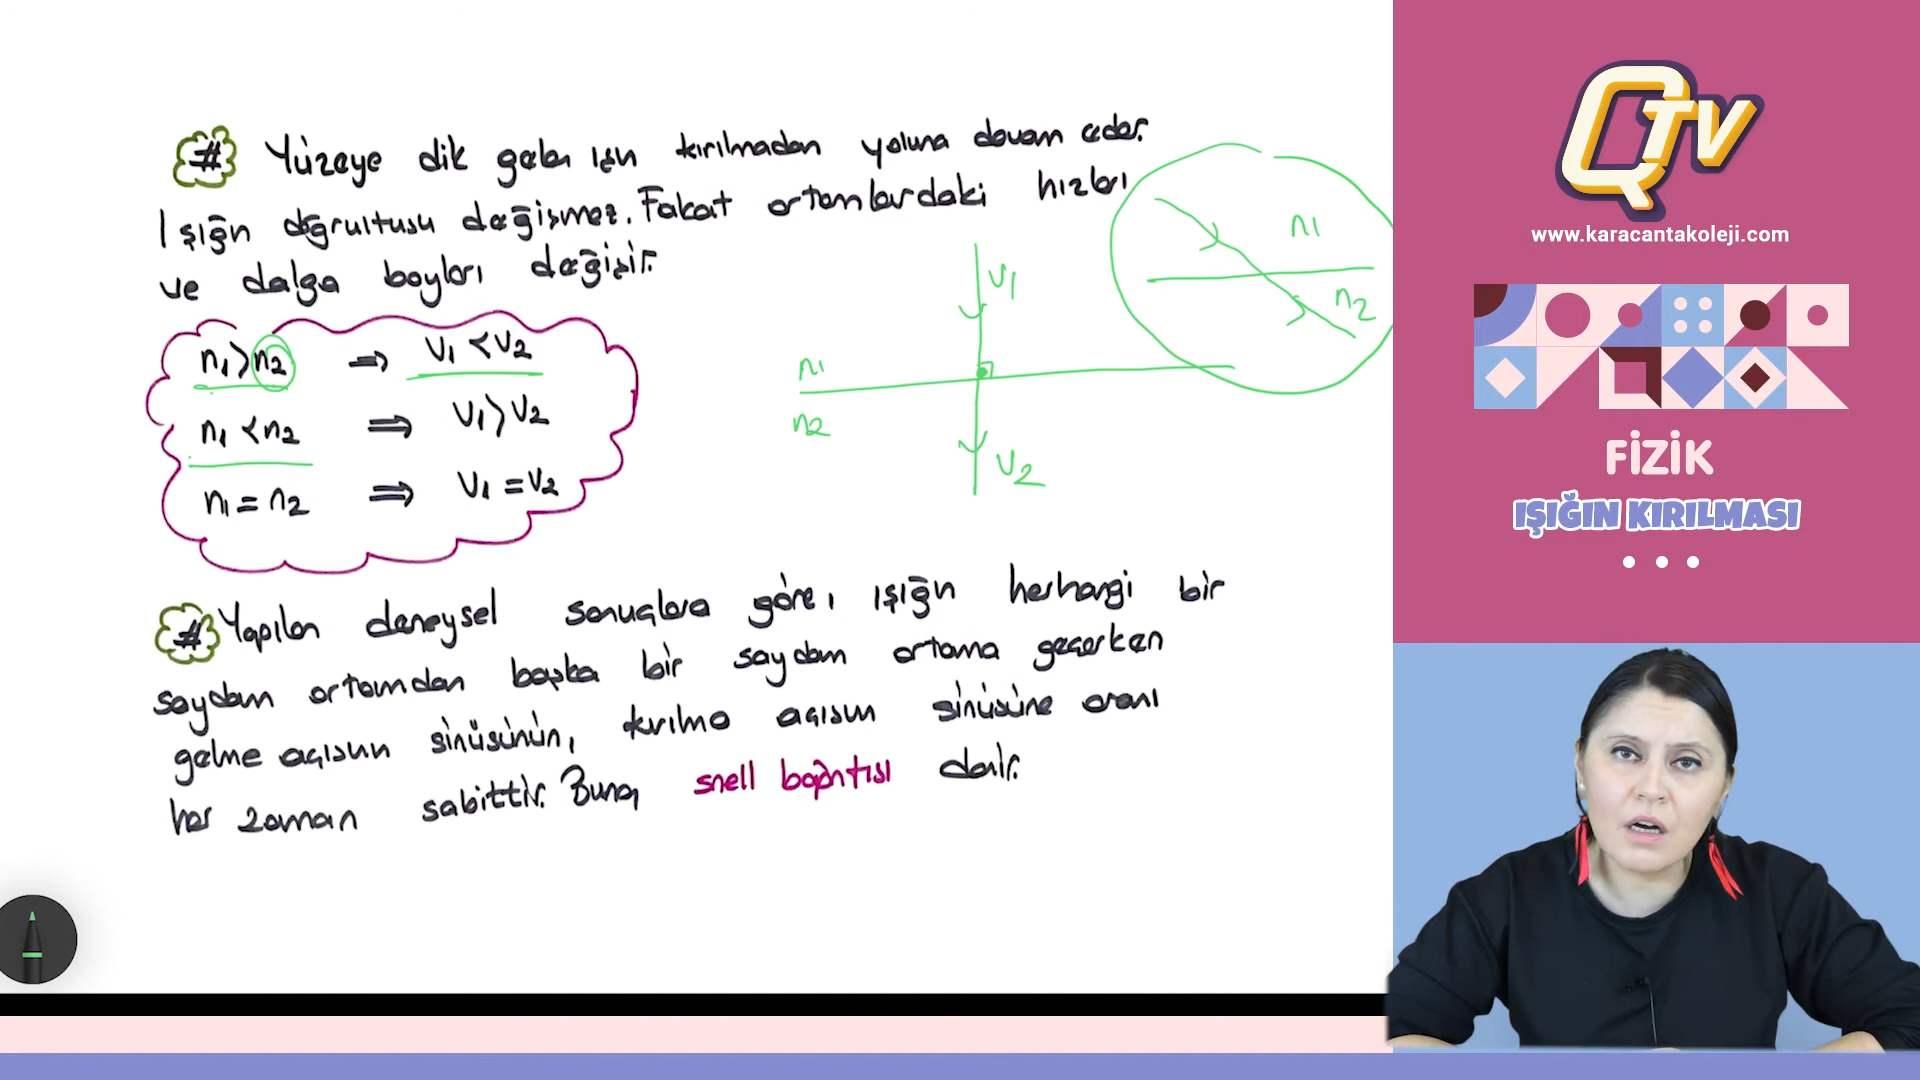 # Yüzeye dik gelen ışın kırılmadan yoluna devam eder.
Işığın doğrultusu değişmez. Fakat ortamlardaki hızları
ve dalga boyları değişir.
n1 > n2 ⇒ v1 < v2
n1 < n2 ⇒ v1 > v2
n1 = n2 ⇒ v1 = v2
v1
n1
n2
v2
n1
n2
# Yapılan deneysel sonuçlara göre, ışığın herhangi bir
saydam ortamdan başka bir saydam ortama geçerken
gelme açısının sinüsünün, kırılma açısının sinüsüne oranı
her zaman sabittir. Buna snell bağıntısı denir.
QTV
www.karacantakoleji.com
FİZİK
IŞIĞIN KIRILMASI